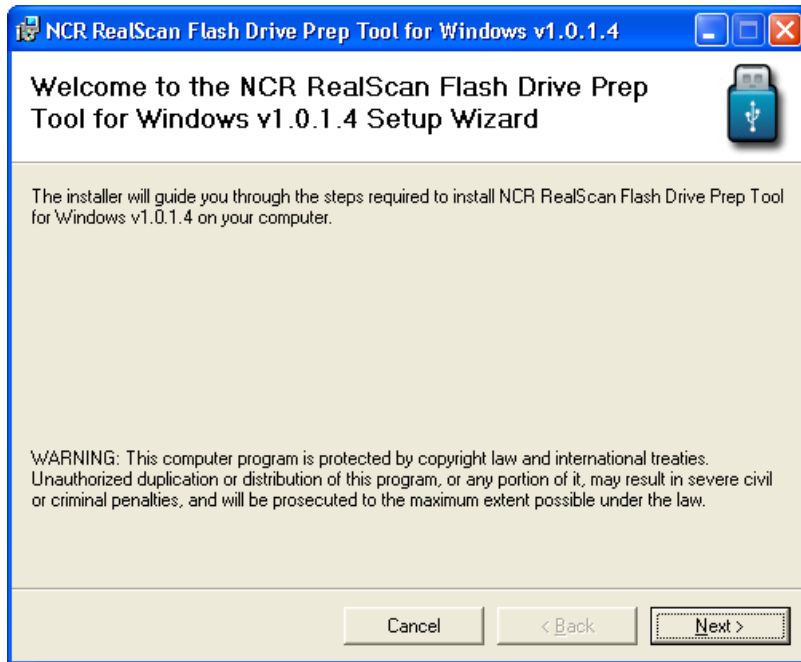 NCR RealScan Flash Drive Prep Tool for Windows v1.0.1.4
Welcome to the NCR RealScan Flash Drive Prep
Tool for Windows v1.0.1.4 Setup Wizard
The installer will guide you through the steps required to install NCR RealScan Flash Drive Prep Tool
for Windows v1.0.1.4 on your computer.
WARNING: This computer program is protected by copyright law and international treaties.
Unauthorized duplication or distribution of this program, or any portion of it, may result in severe civil
or criminal penalties, and will be prosecuted to the maximum extent possible under the law.
Cancel
< Back
Next >